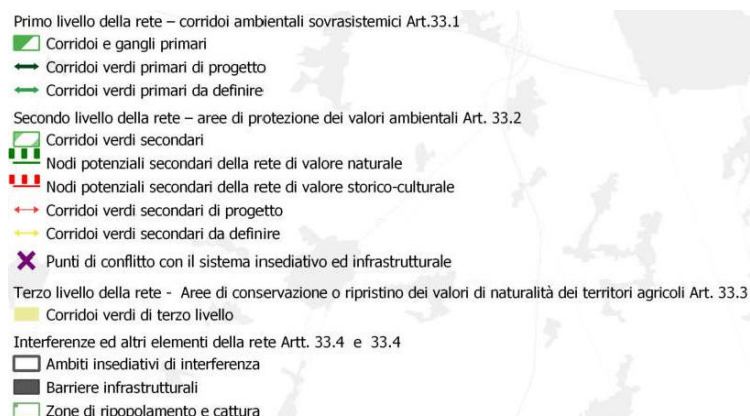 Primo livello della rete – corridoi ambientali sovrasistemici Art.33.1
Corridoi e gangli primari
Corridoi verdi primari di progetto
Corridoi verdi primari da definire
Secondo livello della rete – aree di protezione dei valori ambientali Art. 33.2
Corridoi verdi secondari
Nodi potenziali secondari della rete di valore naturale
Nodi potenziali secondari della rete di valore storico-culturale
Corridoi verdi secondari di progetto
Corridoi verdi secondari da definire
Punti di conflitto con il sistema insediativo ed infrastrutturale
Terzo livello della rete - Aree di conservazione o ripristino dei valori di naturalità dei territori agricoli Art. 33.3
Corridoi verdi di terzo livello
Interferenze ed altri elementi della rete Artt. 33.4 e 33.4
Ambiti insediativi di interferenza
Barriere infrastrutturali
Zone di ripopolamento e cattura